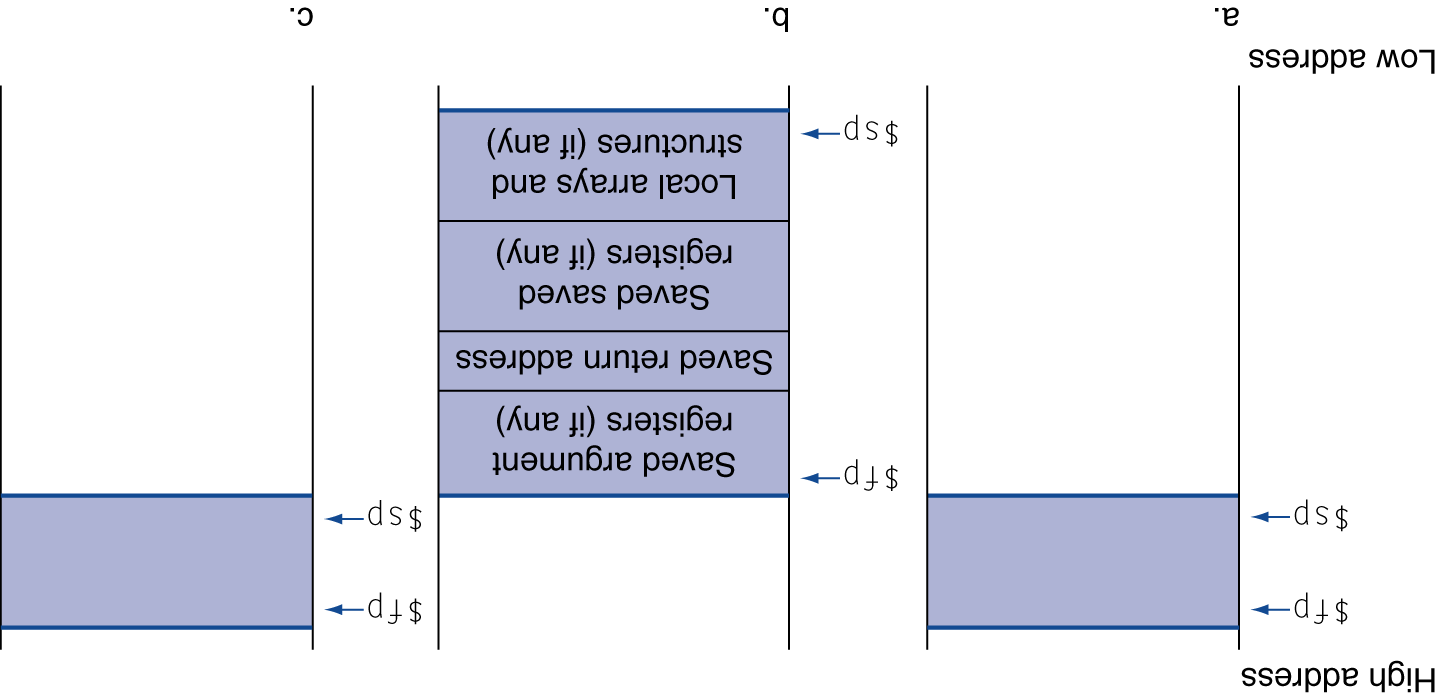 High address
$fp
$sp
$fp
Saved argument
registers (if any)
Saved return address
Saved saved
registers (if any)
Local arrays and
structures (if any)
$sp
$fp
$sp
Low address
a.
b.
c.